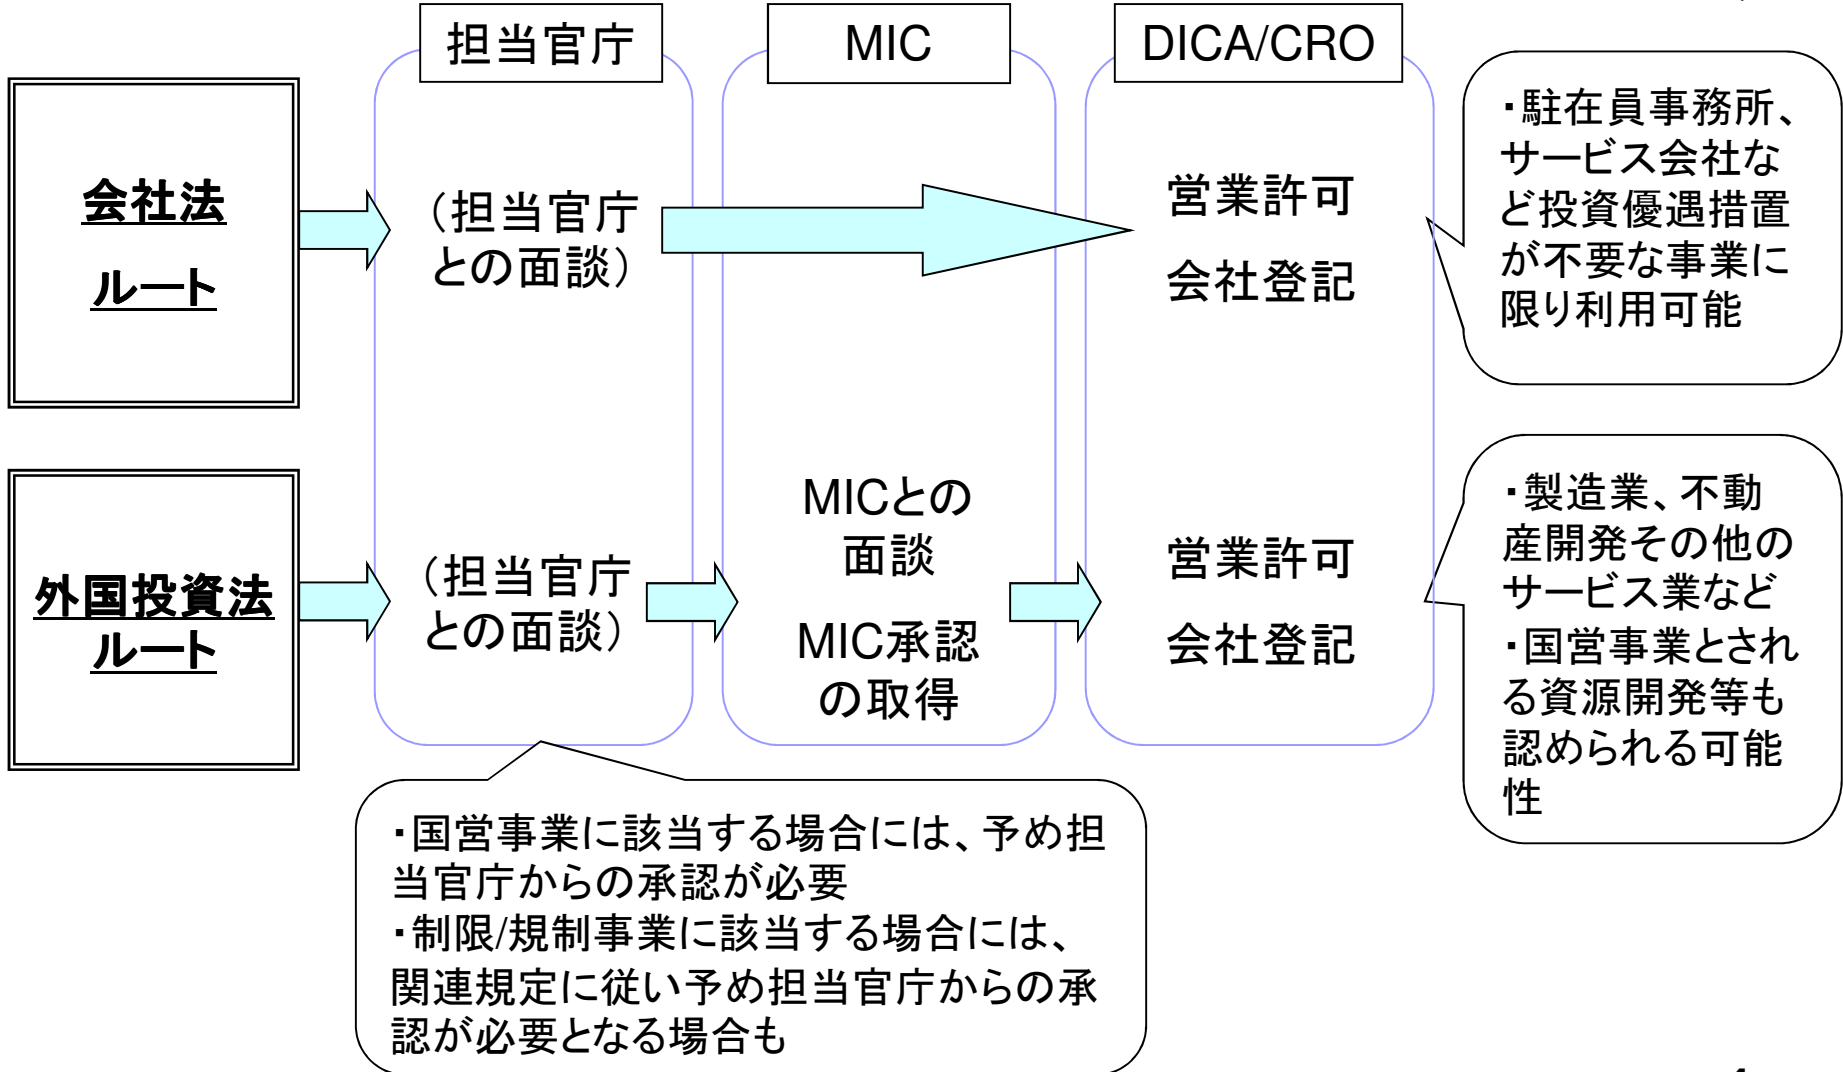 担当官庁
MIC
DICA/CRO
会社法
ルート
（担当官庁
との面談）
営業許可
会社登記
・駐在員事務所、
サービス会社な
ど投資優遇措置
が不要な事業に
限り利用可能
外国投資法
ルート
（担当官庁
との面談）
MICとの
面談
MIC承認
の取得
営業許可
会社登記
・製造業、不動
産開発その他の
サービス業など
・国営事業とされ
る資源開発等も
認められる可能
性
・国営事業に該当する場合には、予め担
当官庁からの承認が必要
・制限/規制事業に該当する場合には、
関連規定に従い予め担当官庁からの承
認が必要となる場合も